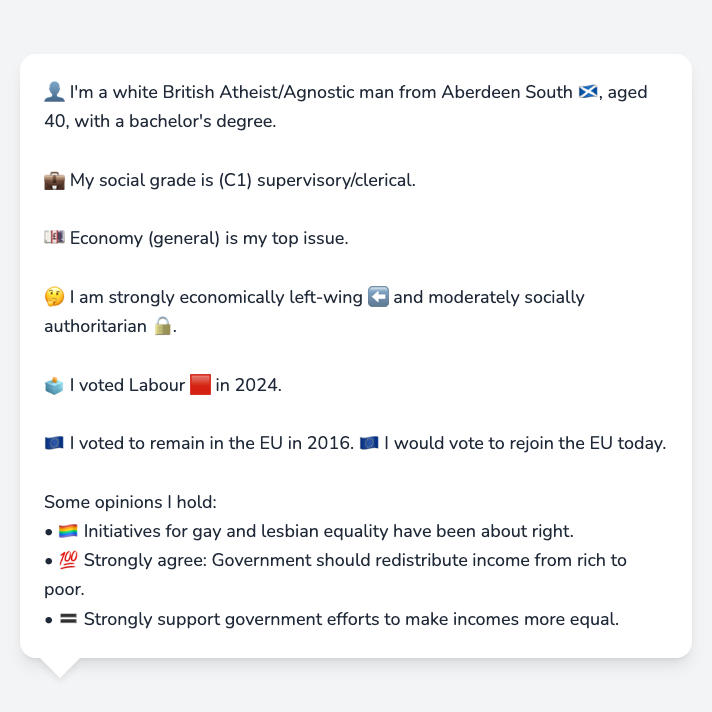 👤 I'm a white British Atheist/Agnostic man from Aberdeen South 🏴󠁧󠁢󠁳󠁣󠁴󠁿, aged
40, with a bachelor's degree.
💼 My social grade is (C1) supervisory/clerical.
💷 Economy (general) is my top issue.
🤔 I am strongly economically left-wing ⬅️ and moderately socially
authoritarian 🔒.
🗳️ I voted Labour 🟥 in 2024.
🇪🇺 I voted to remain in the EU in 2016. 🇪🇺 I would vote to rejoin the EU today.
Some opinions I hold:
• 🏳️‍🌈 Initiatives for gay and lesbian equality have been about right.
• 💯 Strongly agree: Government should redistribute income from rich to
poor.
• 🟰 Strongly support government efforts to make incomes more equal.